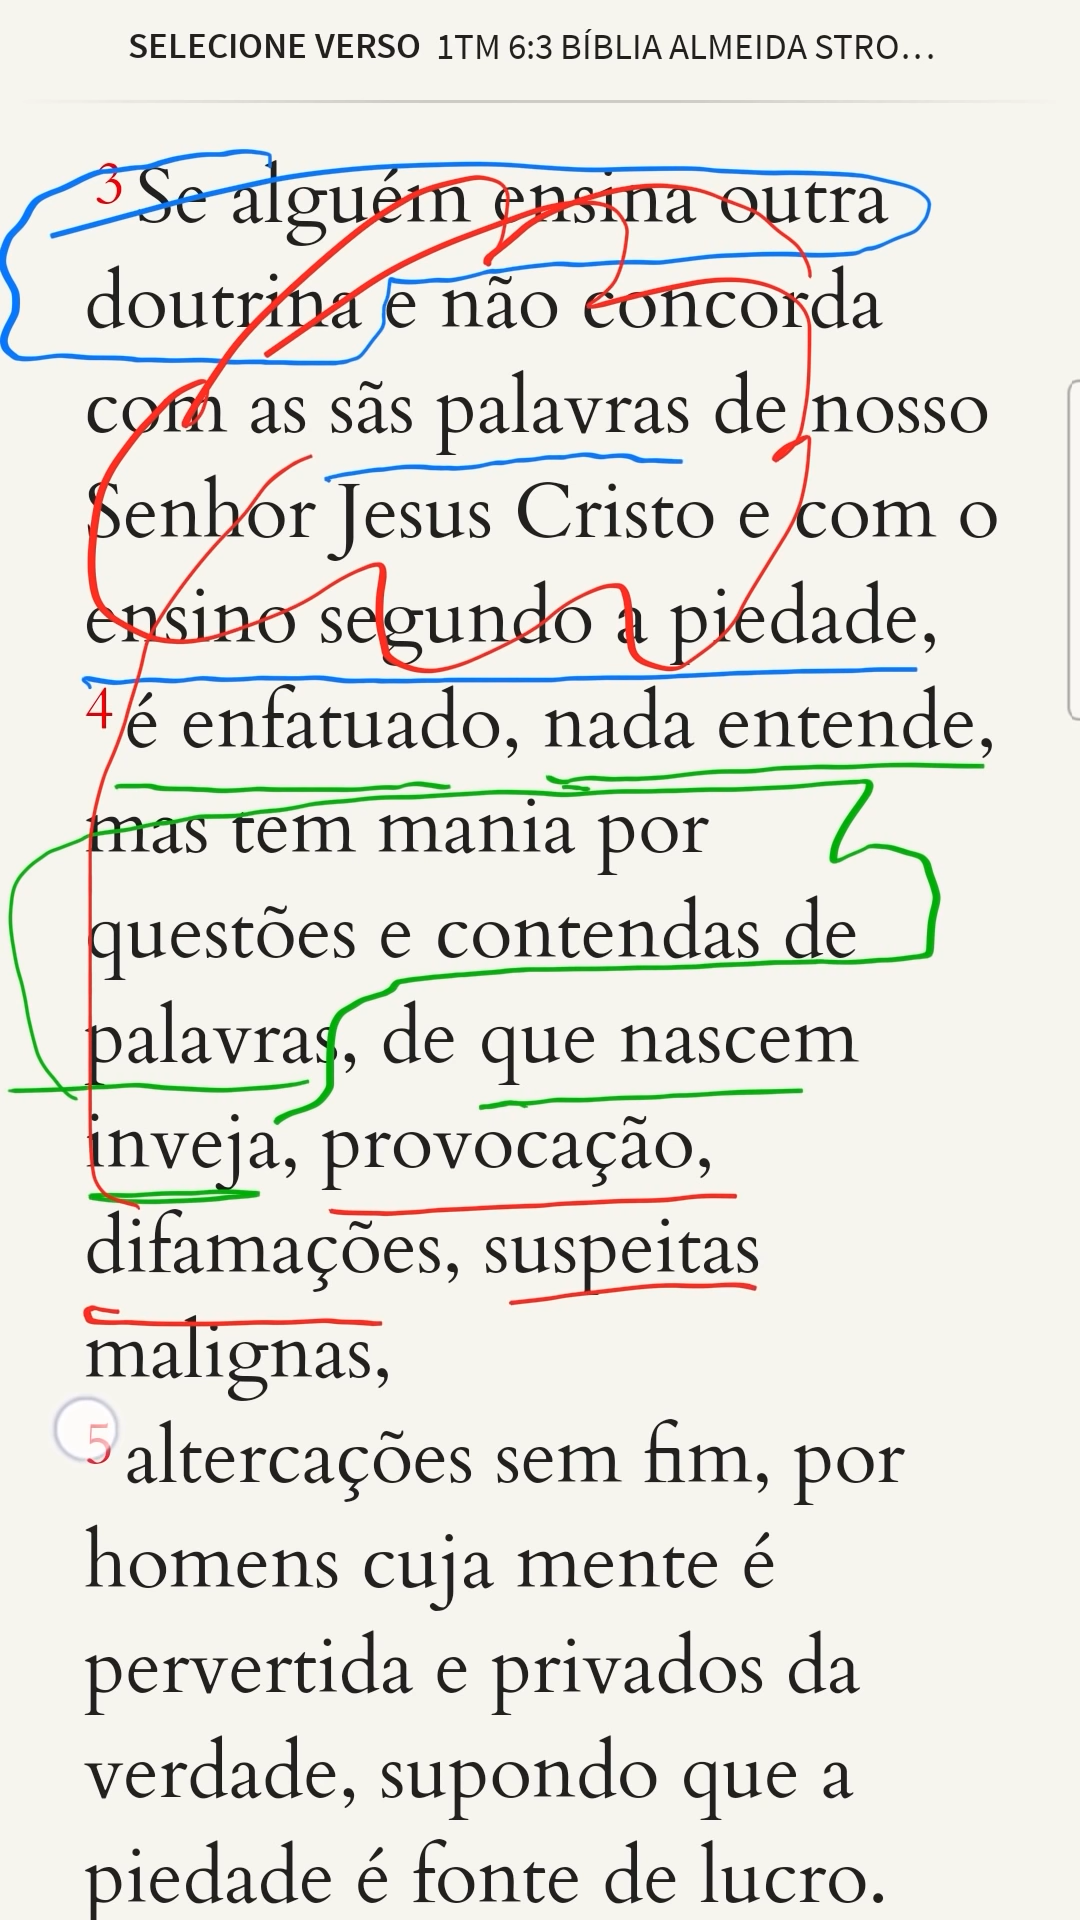 SELECIONE VERSO 1TM 6:3 BÍBLIA ALMEIDA STRO...
3 Se alguém ensina outra
doutrina e não concorda
com as sãs palavras de nosso
Senhor Jesus Cristo e com o
ensino segundo a piedade,
4 é enfatuado, nada entende,
mas tem mania por
questões e contendas de
palavras, de que nascem
inveja, provocação,
difamações, suspeitas
malignas,
5 altercações sem fim, por
homens cuja mente é
pervertida e privados da
verdade, supondo que a
piedade é fonte de lucro.